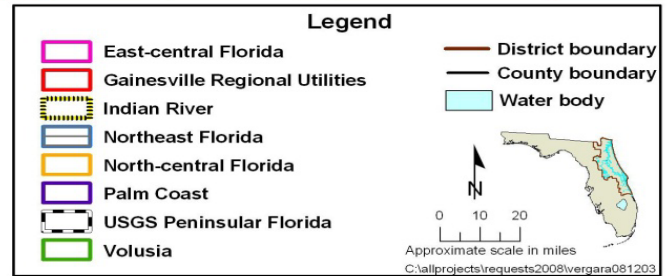 Legend
East-central Florida
Gainesville Regional Utilities
Indian River
Northeast Florida
North-central Florida
Palm Coast
USGS Peninsular Florida
Volusia
District boundary
County boundary
Water body
N
0 10 20
Approximate scale in miles
C:\allprojects\requests2008\vergara081203